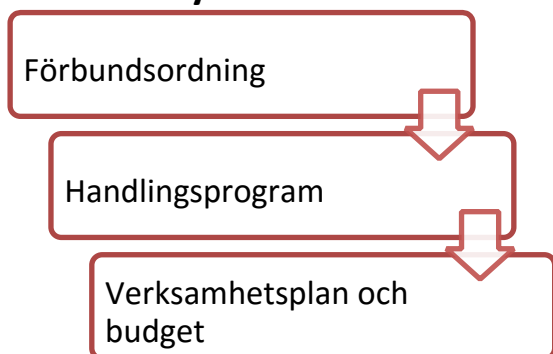 Förbundsordning
Handlingsprogram
Verksamhetsplan och
budget